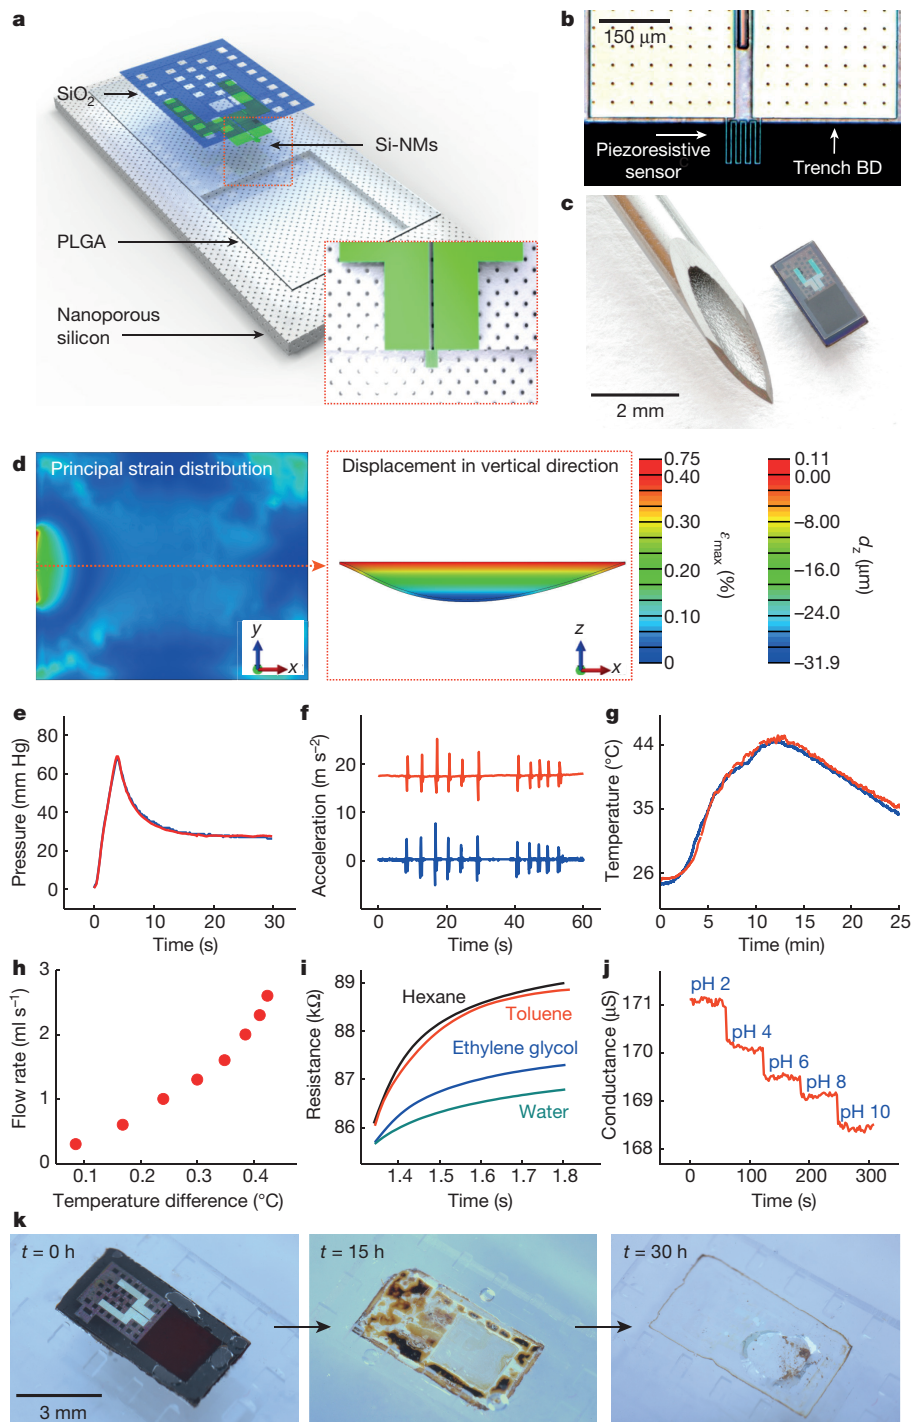 a
SiO2
Si-NMs
PLGA
Nanoporous
silicon
b
150 μm
Piezoresistive
sensor
c
Trench BD
c
2 mm
d
Principal strain distribution
y
x
Displacement in vertical direction
z
x
0.75
0.40
0.30
0.20
0.10
0
εmax (%)
0.11
0.00
–8.00
–16.0
–24.0
–31.9
dz (μm)
e
Pressure (mm Hg)
80
60
40
20
0
0 10 20 30
Time (s)
f
Acceleration (m s−2)
20
10
0
0 20 40 60
Time (s)
g
Temperature (°C)
44
35
26
0 5 10 15 20 25
Time (min)
h
Flow rate (ml s−1)
3
2
1
0
0.1 0.2 0.3 0.4
Temperature difference (°C)
i
Resistance (kΩ)
89
88
87
86
Hexane
Toluene
Ethylene glycol
Water
1.4 1.5 1.6 1.7 1.8
Time (s)
j
Conductance (μS)
171
170
169
168
pH 2
pH 4
pH 6
pH 8
pH 10
0 100 200 300
Time (s)
k
t = 0 h
3 mm
t = 15 h
t = 30 h